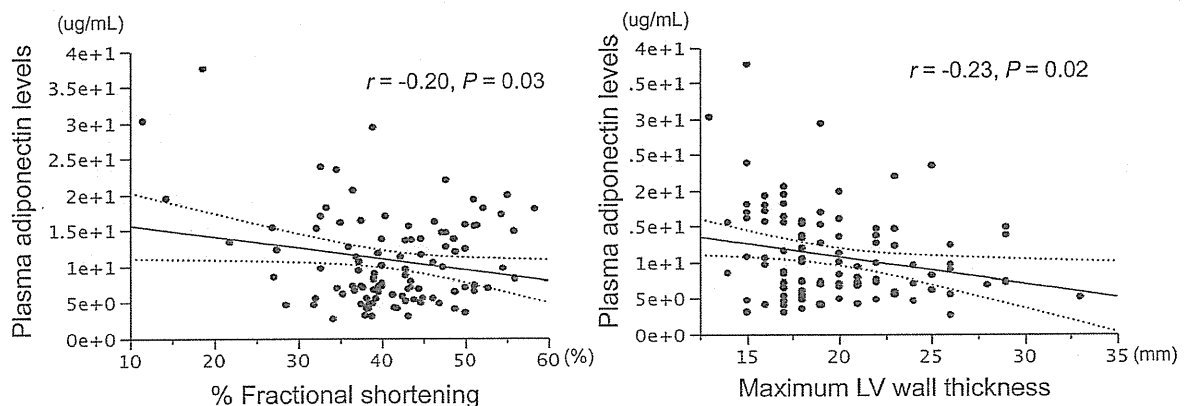 (ug/mL)
4e+1
3.5e+1
3e+1
2.5e+1
2e+1
1.5e+1
1e+1
5e+0
0e+0
Plasma adiponectin levels
r = -0.20, P = 0.03
10 20 30 40 50 60 (%)
% Fractional shortening
(ug/mL)
4e+1
.5e+1
3e+1
.5e+1
2e+1
.5e+1
1e+1
5e+0
0e+0
Plasma adiponectin levels
r = -0.23, P = 0.02
15 20 25 30 35 (mm)
Maximum LV wall thickness